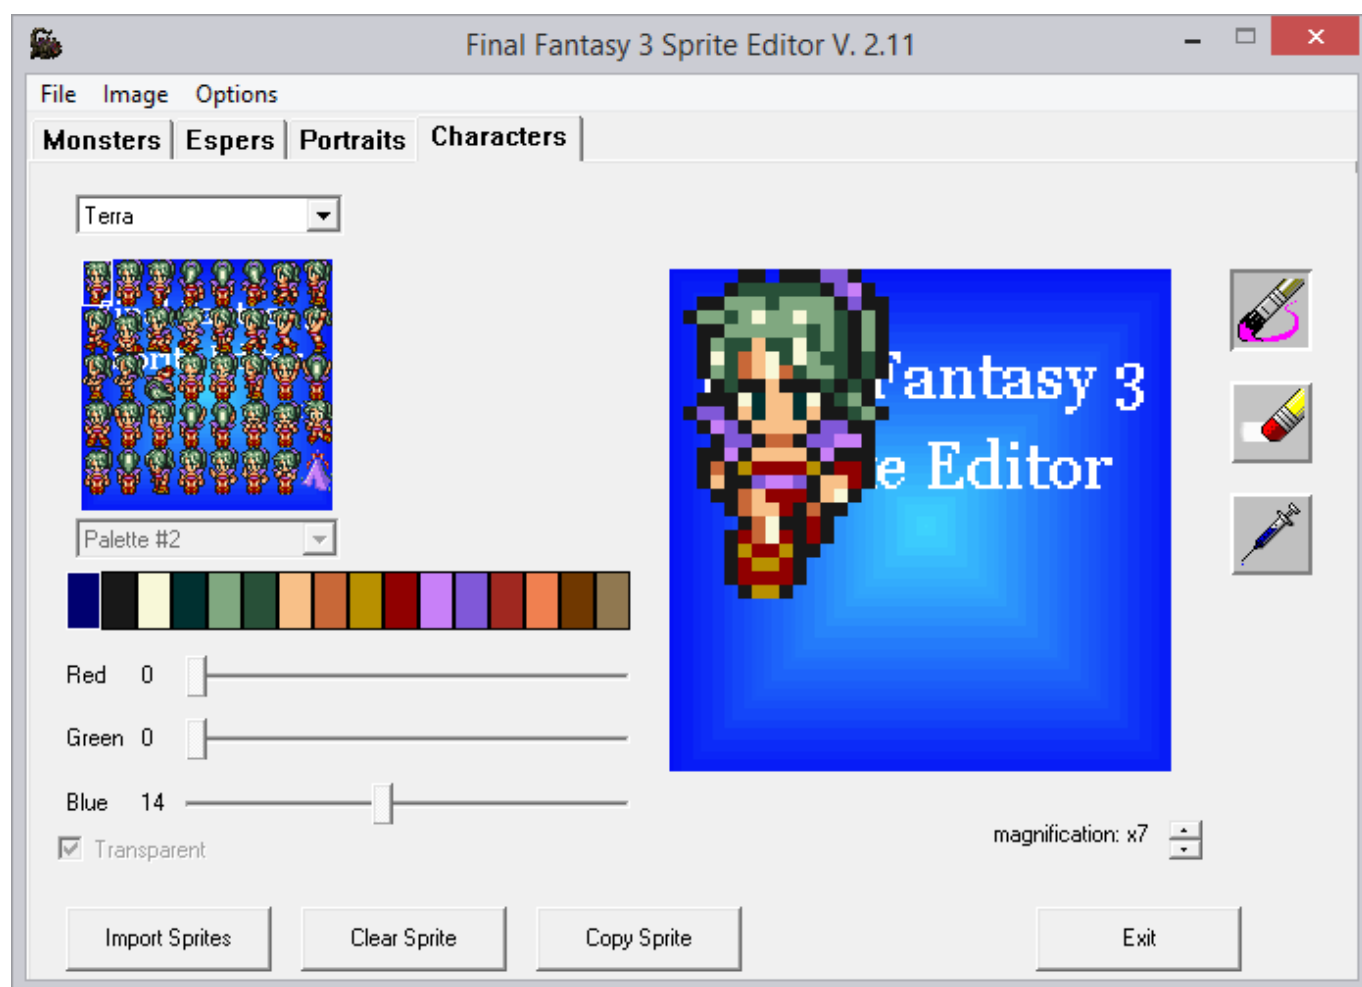 Final Fantasy 3 Sprite Editor V. 2.11
File Image Options
Monsters Espers Portraits Characters
Terra
Fantasy 3
e Editor
Palette #2
Red 0
Green 0
Blue 14
Transparent
magnification: x7
Import Sprites Clear Sprite Copy Sprite Exit